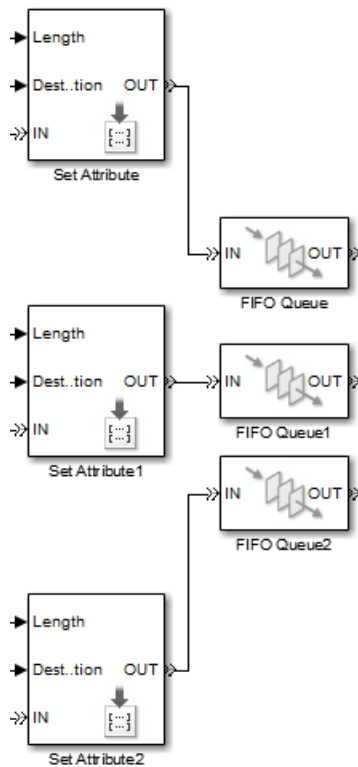 Length
Dest..tion OUT
IN
Set Attribute
IN OUT
FIFO Queue
Length
Dest..tion OUT
IN
Set Attribute1
IN OUT
FIFO Queue1
IN OUT
FIFO Queue2
Length
Dest..tion OUT
IN
Set Attribute2